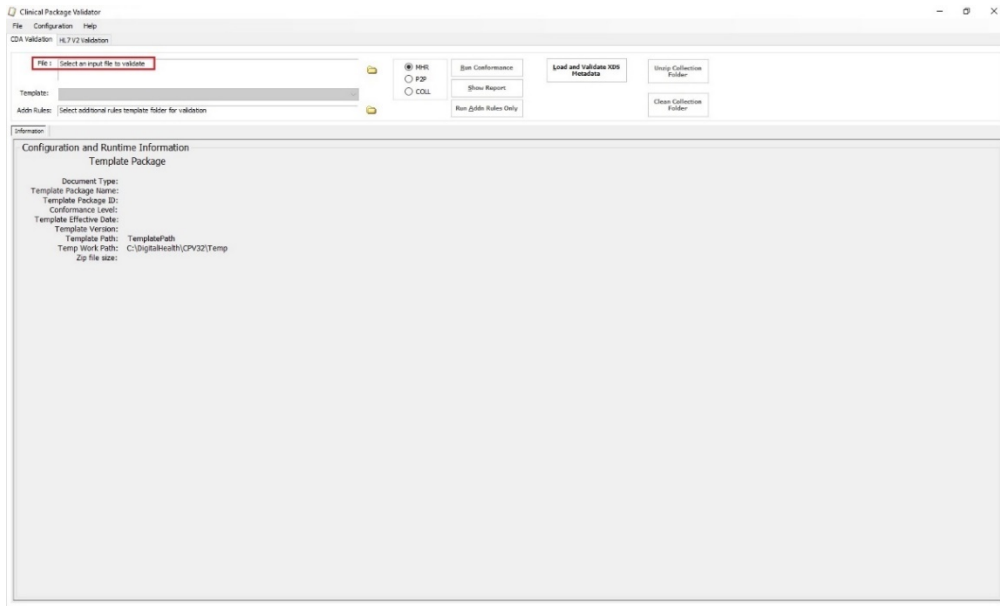 Clinical Package Validator
File Configuration Help
CDA Validation HL7 V2 Validation
File : Select an input file to validate
MHR
P2P
COLL
Run Conformance
Load and Validate XDS
Metadata
Unzip Collection
Folder
Template:
Show Report
Addn Rules: Select additional rules template folder for validation
Run Addn Rules Only
Clean Collection
Folder
Information
Configuration and Runtime Information
Template Package
Document Type:
Template Package Name:
Template Package ID:
Conformance Level:
Template Effective Date:
Template Version:
Template Path: TemplatePath
Temp Work Path: C:\DigitalHealth\CPV32\Temp
Zip file size: